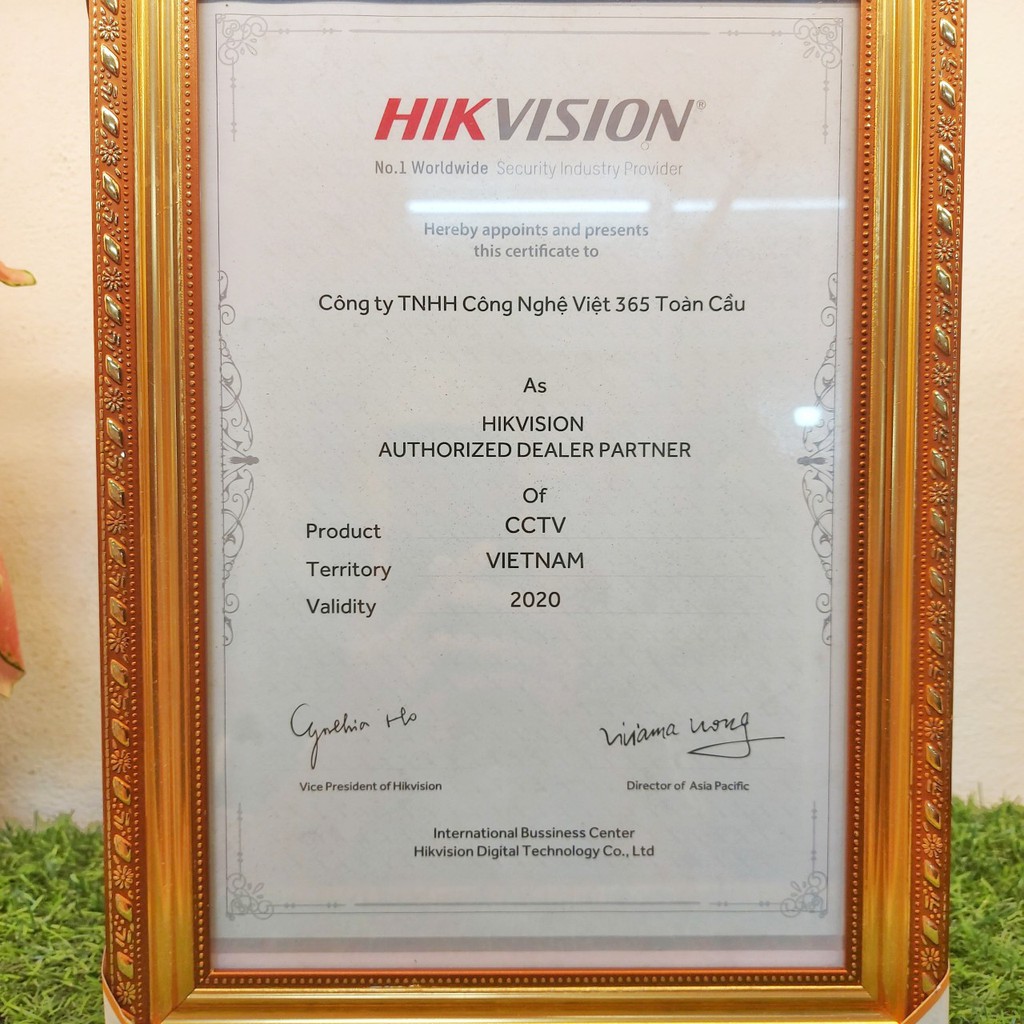 HIKVISION®
No.1 Worldwide Security Industry Provider
Hereby appoints and presents
this certificate to
Công ty TNHH Công Nghệ Việt 365 Toàn Cầu
As
HIKVISION
AUTHORIZED DEALER PARTNER
Of
Product CCTV
Territory VIETNAM
Validity 2020
Cynthia Ho
Vice President of Hikvision
Director of Asia Pacific
International Bussiness Center
Hikvision Digital Technology Co., Ltd